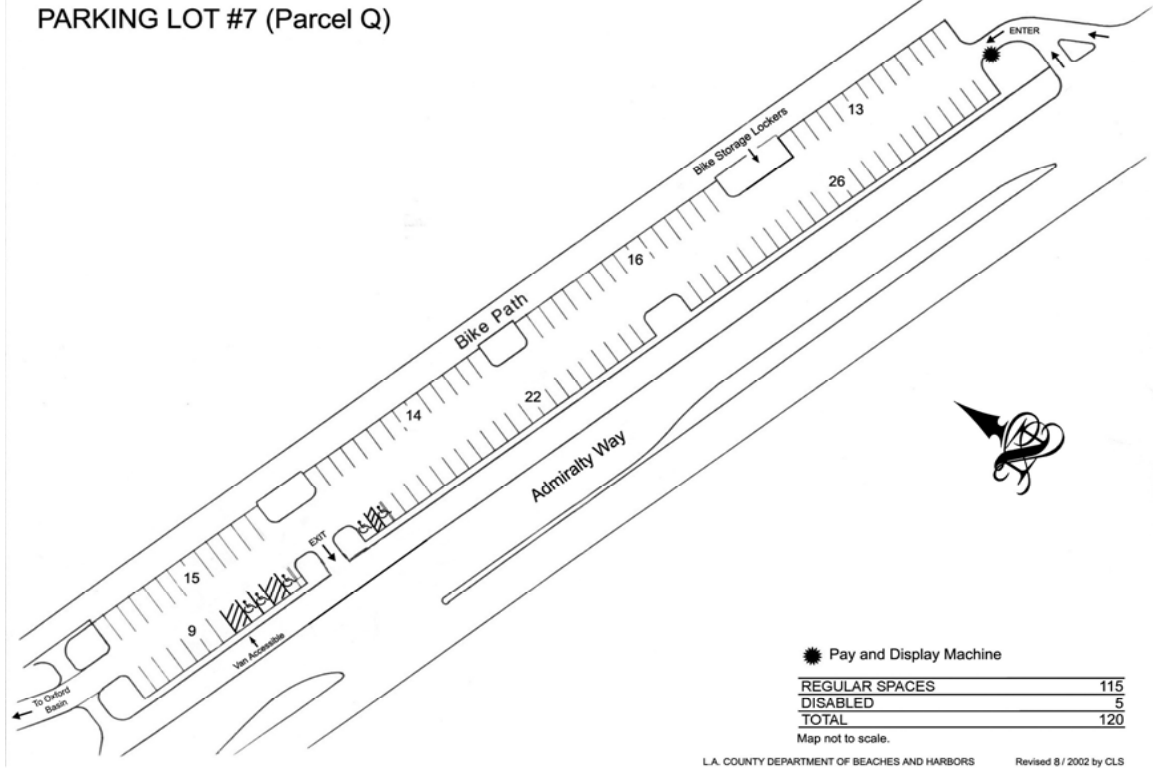 PARKING LOT #7 (Parcel Q)
ENTER
13
Bike Storage Lockers
26
16
Bike Path
14
22
Admiralty Way
EXIT
15
9
Van Accessible
To Oxford
Basin
Pay and Display Machine
REGULAR SPACES 115
DISABLED 5
TOTAL 120
Map not to scale.
L.A. COUNTY DEPARTMENT OF BEACHES AND HARBORS Revised 8 / 2002 by CLS